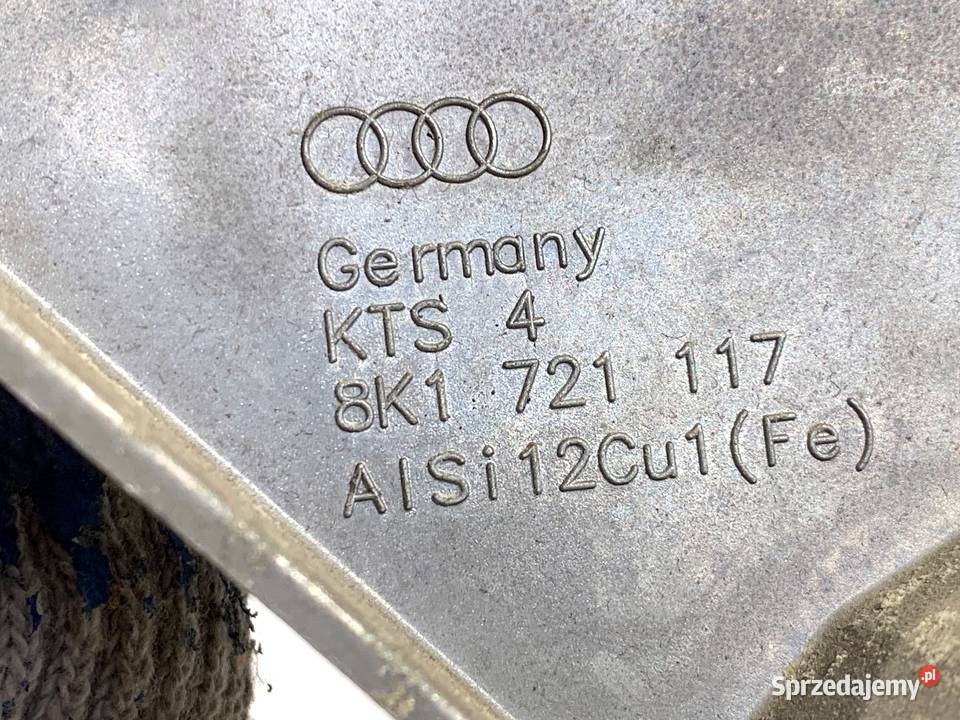 Germany
KTS 4
8K1 721 117
AlSi12Cu1(Fe)
Sprzedajemy.pl